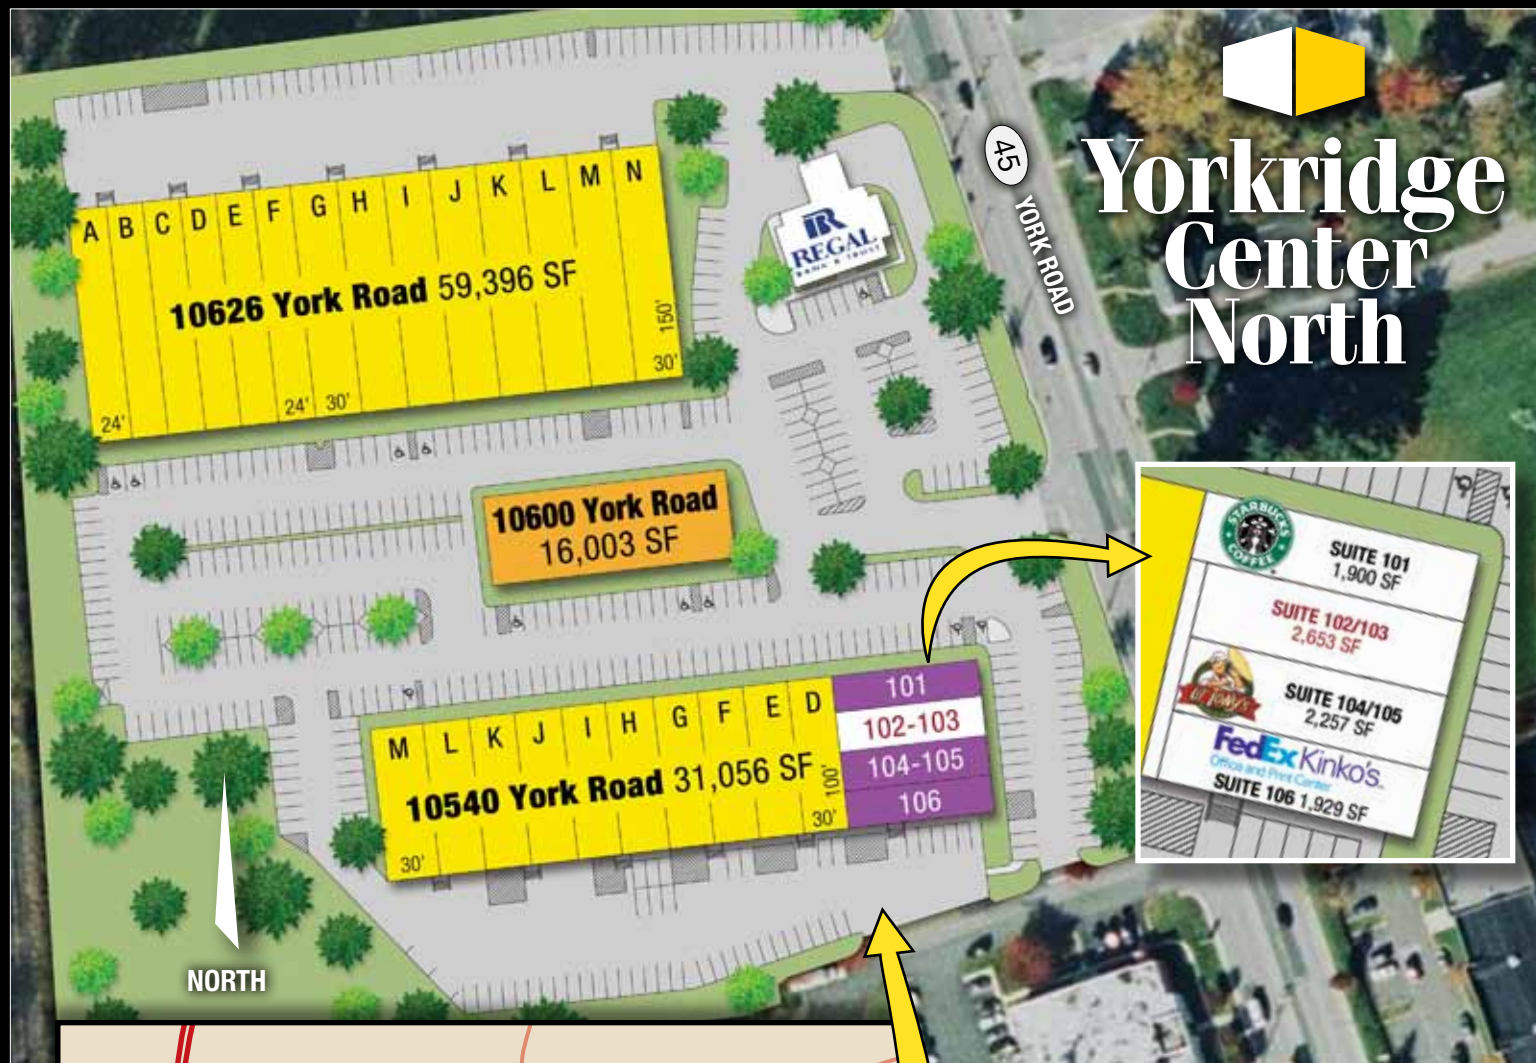 Yorkridge
Center
North
45
YORK ROAD
A B C D E F G H I J K L M N
10626 York Road 59,396 SF
150'
30'
24'
24' 30'
R
REGAL
BANK & TRUST
10600 York Road
16,003 SF
M L K J I H G F E D
10540 York Road 31,056 SF
100'
30'
30'
101
102-103
104-105
106
STARBUCKS
COFFEE
SUITE 101
1,900 SF
SUITE 102/103
2,653 SF
SUITE 104/105
2,257 SF
FedEx Kinko's
Office and Print Center
SUITE 106 1,929 SF
NORTH